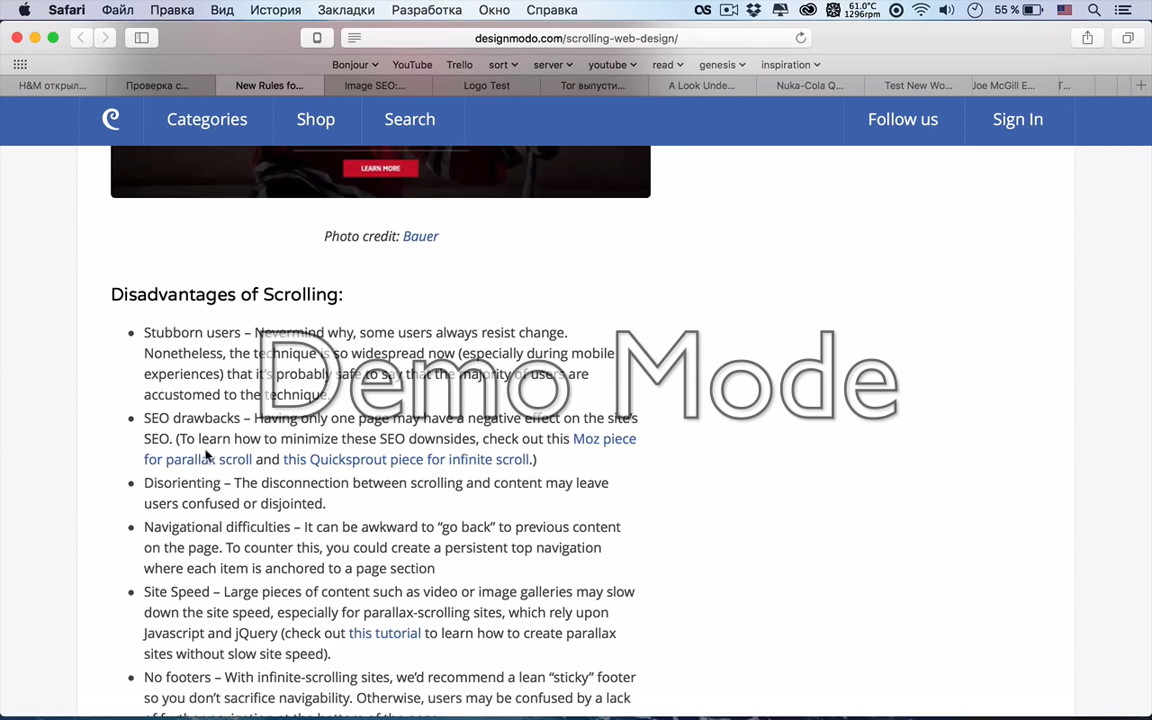 Safari Файл Правка Вид История Закладки Разработка Окно Справка
61.0°C
1296rpm
55 %
designmodo.com/scrolling-web-design/
Bonjour YouTube Trello sort server youtube read genesis inspiration
H&M открыл... Проверка с... New Rules fo... Image SEO:... Logo Test Tor выпусти... A Look Unde... Nuka-Cola Q... Test New Wo... Joe McGill E... T...
Categories Shop Search Follow us Sign In
LEARN MORE
Photo credit: Bauer
Disadvantages of Scrolling:
Stubborn users – Nevermind why, some users always resist change.
Nonetheless, the technique is so widespread now (especially during mobile
experiences) that it's probably safe to say that the majority of users are
accustomed to the technique.
Demo Mode
SEO drawbacks – Having only one page may have a negative effect on the site's
SEO. (To learn how to minimize these SEO downsides, check out this Moz piece
for parallax scroll and this Quicksprout piece for infinite scroll.)
Disorienting – The disconnection between scrolling and content may leave
users confused or disjointed.
Navigational difficulties – It can be awkward to “go back” to previous content
on the page. To counter this, you could create a persistent top navigation
where each item is anchored to a page section
Site Speed – Large pieces of content such as video or image galleries may slow
down the site speed, especially for parallax-scrolling sites, which rely upon
Javascript and jQuery (check out this tutorial to learn how to create parallax
sites without slow site speed).
No footers – With infinite-scrolling sites, we'd recommend a lean “sticky” footer
so you don't sacrifice navigability. Otherwise, users may be confused by a lack